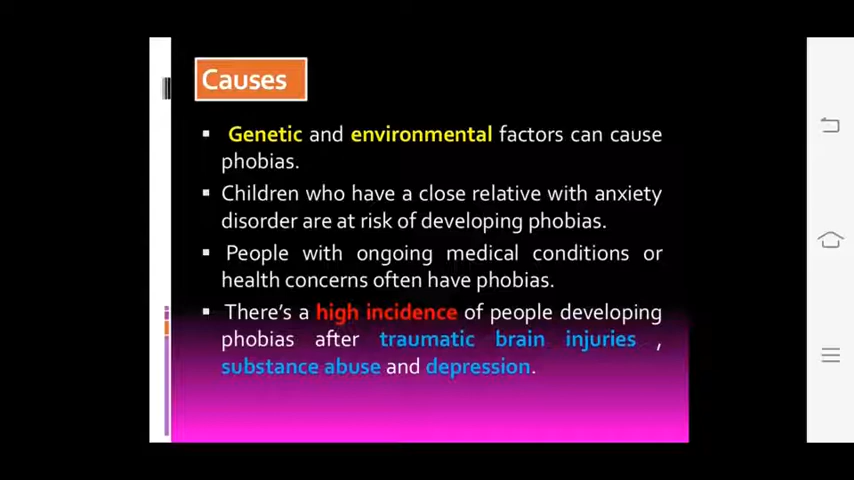 Causes
Genetic and environmental factors can cause
phobias.
Children who have a close relative with anxiety
disorder are at risk of developing phobias.
People with ongoing medical conditions or
health concerns often have phobias.
There's a high incidence of people developing
phobias after traumatic brain injuries ,
substance abuse and depression.